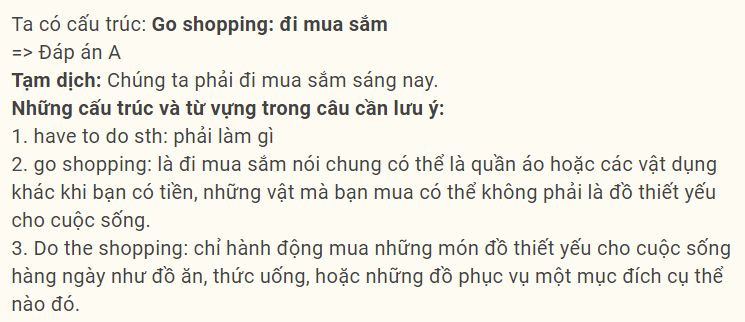 Ta có cấu trúc: Go shopping: đi mua sắm
=> Đáp án A
Tạm dịch: Chúng ta phải đi mua sắm sáng nay.
Những cấu trúc và từ vựng trong câu cần lưu ý:
1. have to do sth: phải làm gì
2. go shopping: là đi mua sắm nói chung có thể là quần áo hoặc các vật dụng
khác khi bạn có tiền, những vật mà bạn mua có thể không phải là đồ thiết yếu
cho cuộc sống.
3. Do the shopping: chỉ hành động mua những món đồ thiết yếu cho cuộc sống
hàng ngày như đồ ăn, thức uống, hoặc những đồ phục vụ một mục đích cụ thể
nào đó.